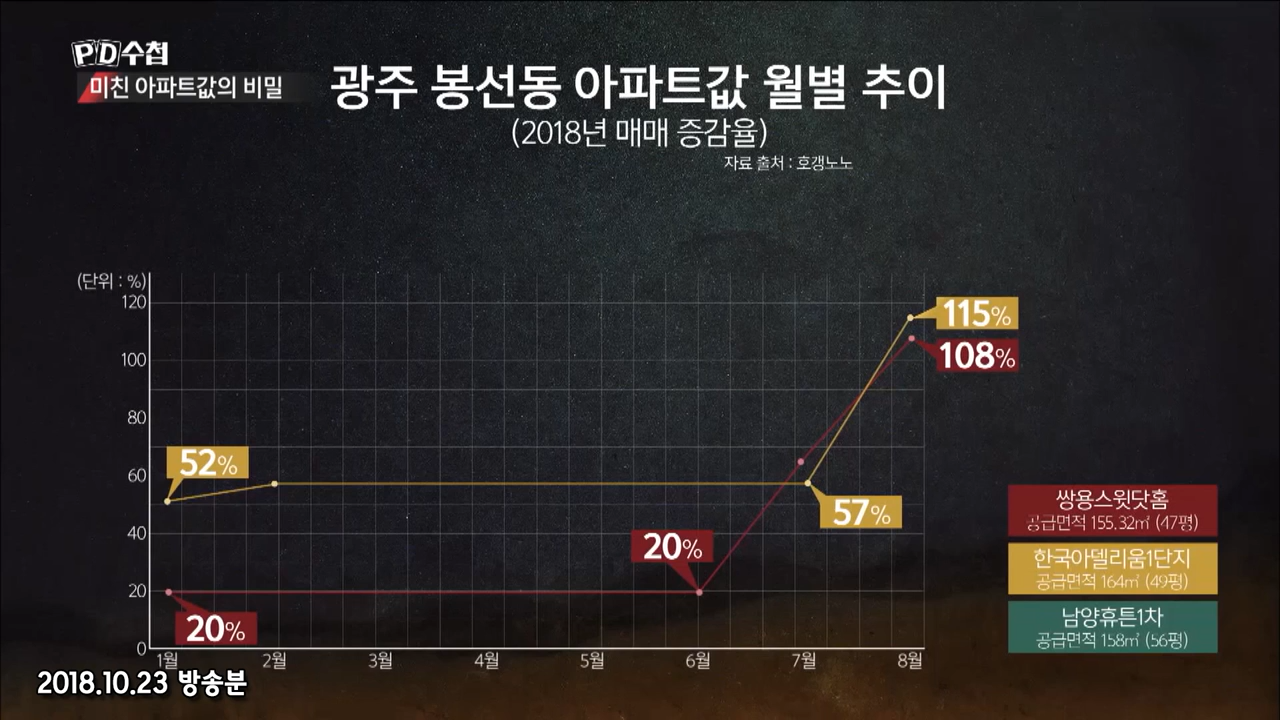 PD수첩
미친 아파트값의 비밀
광주 봉선동 아파트값 월별 추이
(2018년 매매 증감율)
자료 출처 : 호갱노노
(단위 : %)
120
100
80
60
40
20
0
1월 2월 3월 4월 5월 6월 7월 8월
52%
20%
20%
57%
115%
108%
쌍용스윗닷홈
공급면적 155.32㎡ (47평)
한국아델리움1단지
공급면적 164㎡ (49평)
남양휴튼1차
공급면적 158㎡ (56평)
2018.10.23 방송분